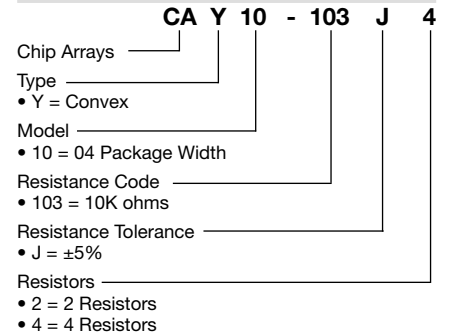 CA Y 10 - 103 J 4
Chip Arrays
Type
• Y = Convex
Model
• 10 = 04 Package Width
Resistance Code
• 103 = 10K ohms
Resistance Tolerance
• J = ±5%
Resistors
• 2 = 2 Resistors
• 4 = 4 Resistors